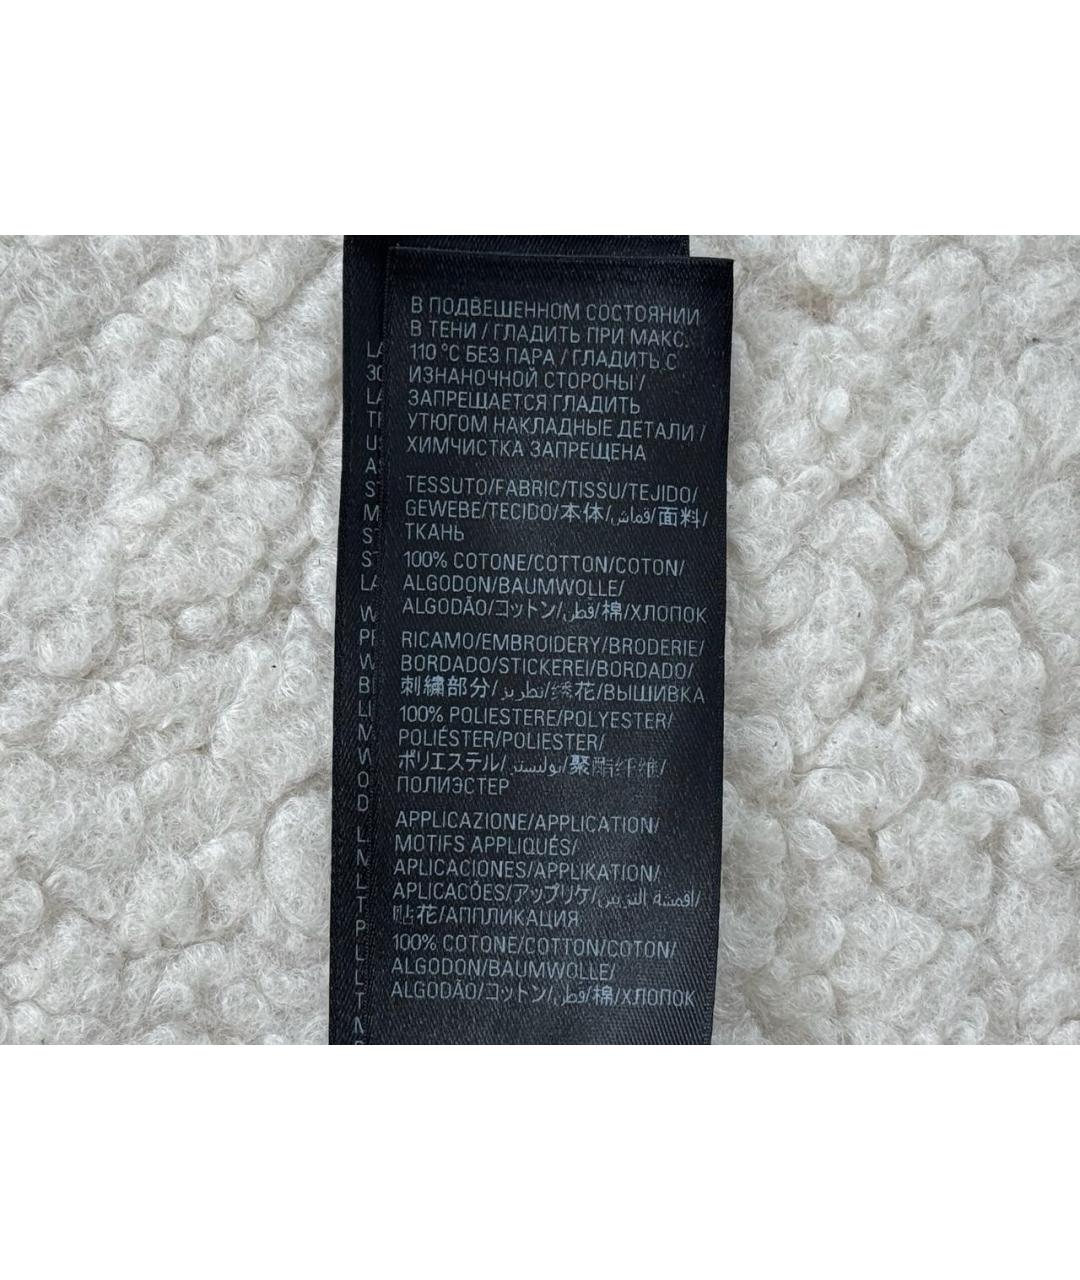 В ПОДВЕШЕННОМ СОСТОЯНИИ
В ТЕНИ / ГЛАДИТЬ ПРИ МАКС.
110 °C БЕЗ ПАРА / ГЛАДИТЬ С
ИЗНАНОЧНОЙ СТОРОНЫ /
ЗАПРЕЩАЕТСЯ ГЛАДИТЬ
УТЮГОМ НАКЛАДНЫЕ ДЕТАЛИ /
ХИМЧИСТКА ЗАПРЕЩЕНА
TESSUTO/FABRIC/TISSU/TEJIDO/
GEWEBE/TECIDO/本体/قماش/面料/
ТКАНЬ
100% COTONE/COTTON/COTON/
ALGODON/BAUMWOLLE/
ALGODÃO/コットン/قطن/棉/ХЛОПОК
RICAMO/EMBROIDERY/BRODERIE/
BORDADO/STICKEREI/BORDADO/
刺繍部分/تطريز/绣花/ВЫШИВКА
100% POLIESTERE/POLYESTER/
POLIÉSTER/POLIESTER/
ポリエステル/بوليستر/聚酯纤维/
ПОЛИЭСТЕР
APPLICAZIONE/APPLICATION/
MOTIFS APPLIQUÉS/
APLICACIONES/APPLIKATION/
APLICACÕES/アップリケ/أقمشة التزيين/
贴花/АППЛИКАЦИЯ
100% COTONE/COTTON/COTON/
ALGODON/BAUMWOLLE/
ALGODÃO/コットン/قطن/棉/ХЛОПОК